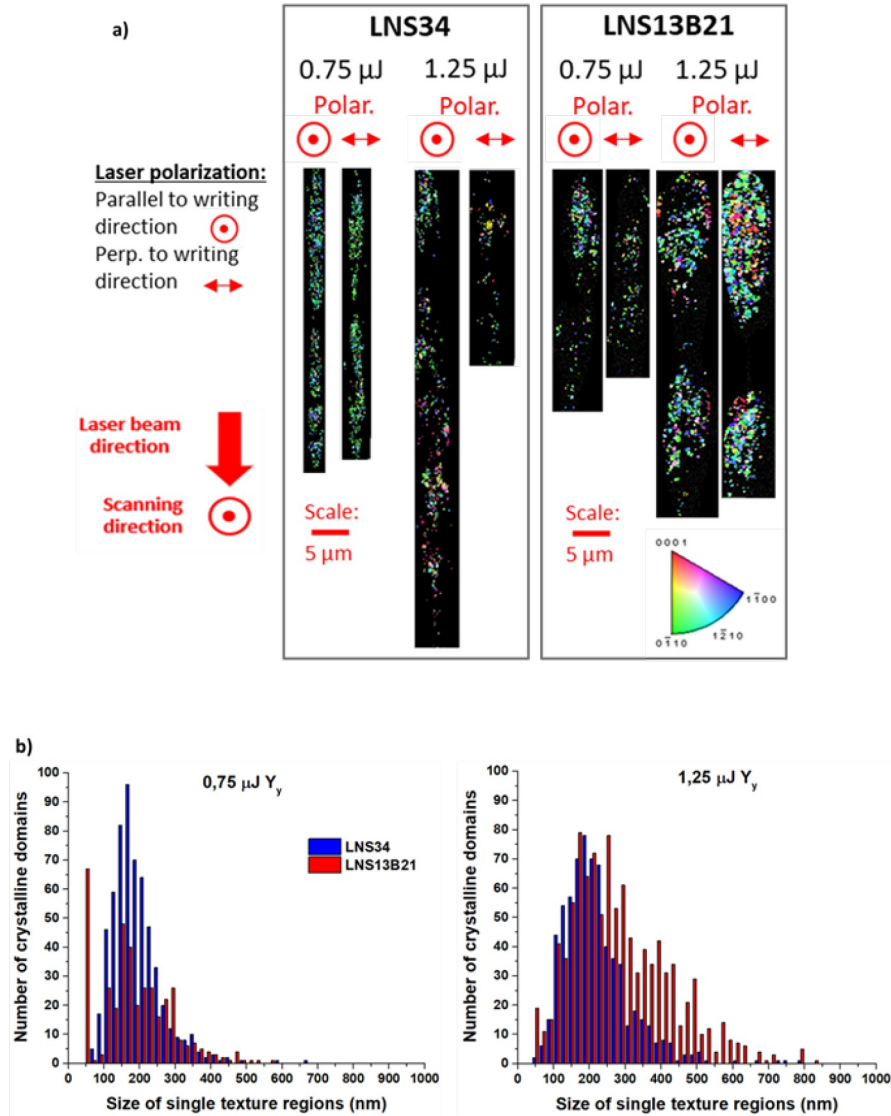 a)
LNS34
LNS13B21
0.75 µJ 1.25 µJ
0.75 µJ 1.25 µJ
Polar. Polar.
Polar. Polar.
Laser polarization:
Parallel to writing
direction
Perp. to writing
direction
Laser beam
direction
Scanning
direction
Scale:
5 µm
Scale:
5 µm
0001
1̄100
01̄10
12̄10
b)
0,75 µJ Yy
LNS34
LNS13B21
Number of crystalline domains
100
90
80
70
60
50
40
30
20
10
0
0 100 200 300 400 500 600 700 800 900 1000
Size of single texture regions (nm)
1,25 µJ Yy
Number of crystalline domains
100
90
80
70
60
50
40
30
20
10
0
0 100 200 300 400 500 600 700 800 900 1000
Size of single texture regions (nm)